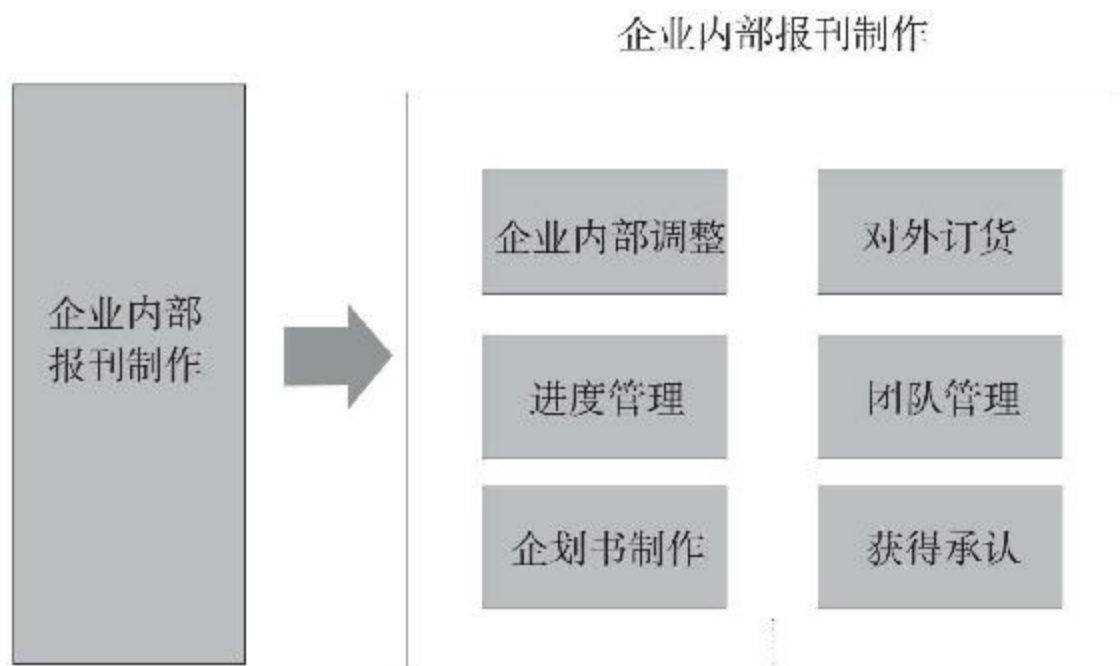 企业内部报刊制作
企业内部
报刊制作
企业内部调整
对外订货
进度管理
团队管理
企划书制作
获得承认